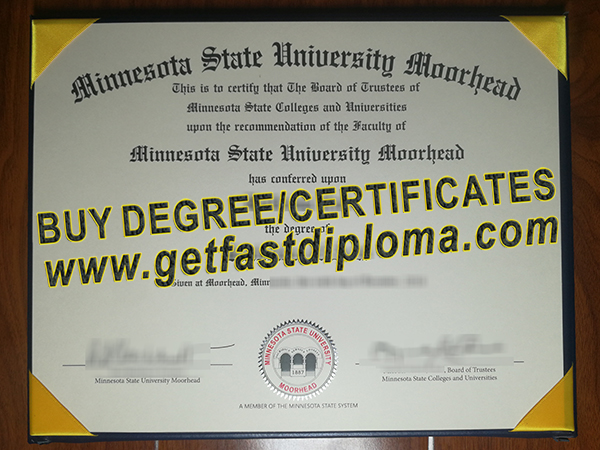 Minnesota State University Moorhead
This is to certify that The Board of Trustees of
Minnesota State Colleges and Universities
upon the recommendation of the Faculty of
Minnesota State University Moorhead
has conferred upon
BUY DEGREE/CERTIFICATES
the degree of
www.getfastdiploma.com
Given at Moorhead, Minn
Minnesota State University Moorhead
MINNESOTA STATE UNIVERSITY
1887
MOORHEAD
, Board of Trustees
Minnesota State Colleges and Universities
A MEMBER OF THE MINNESOTA STATE SYSTEM